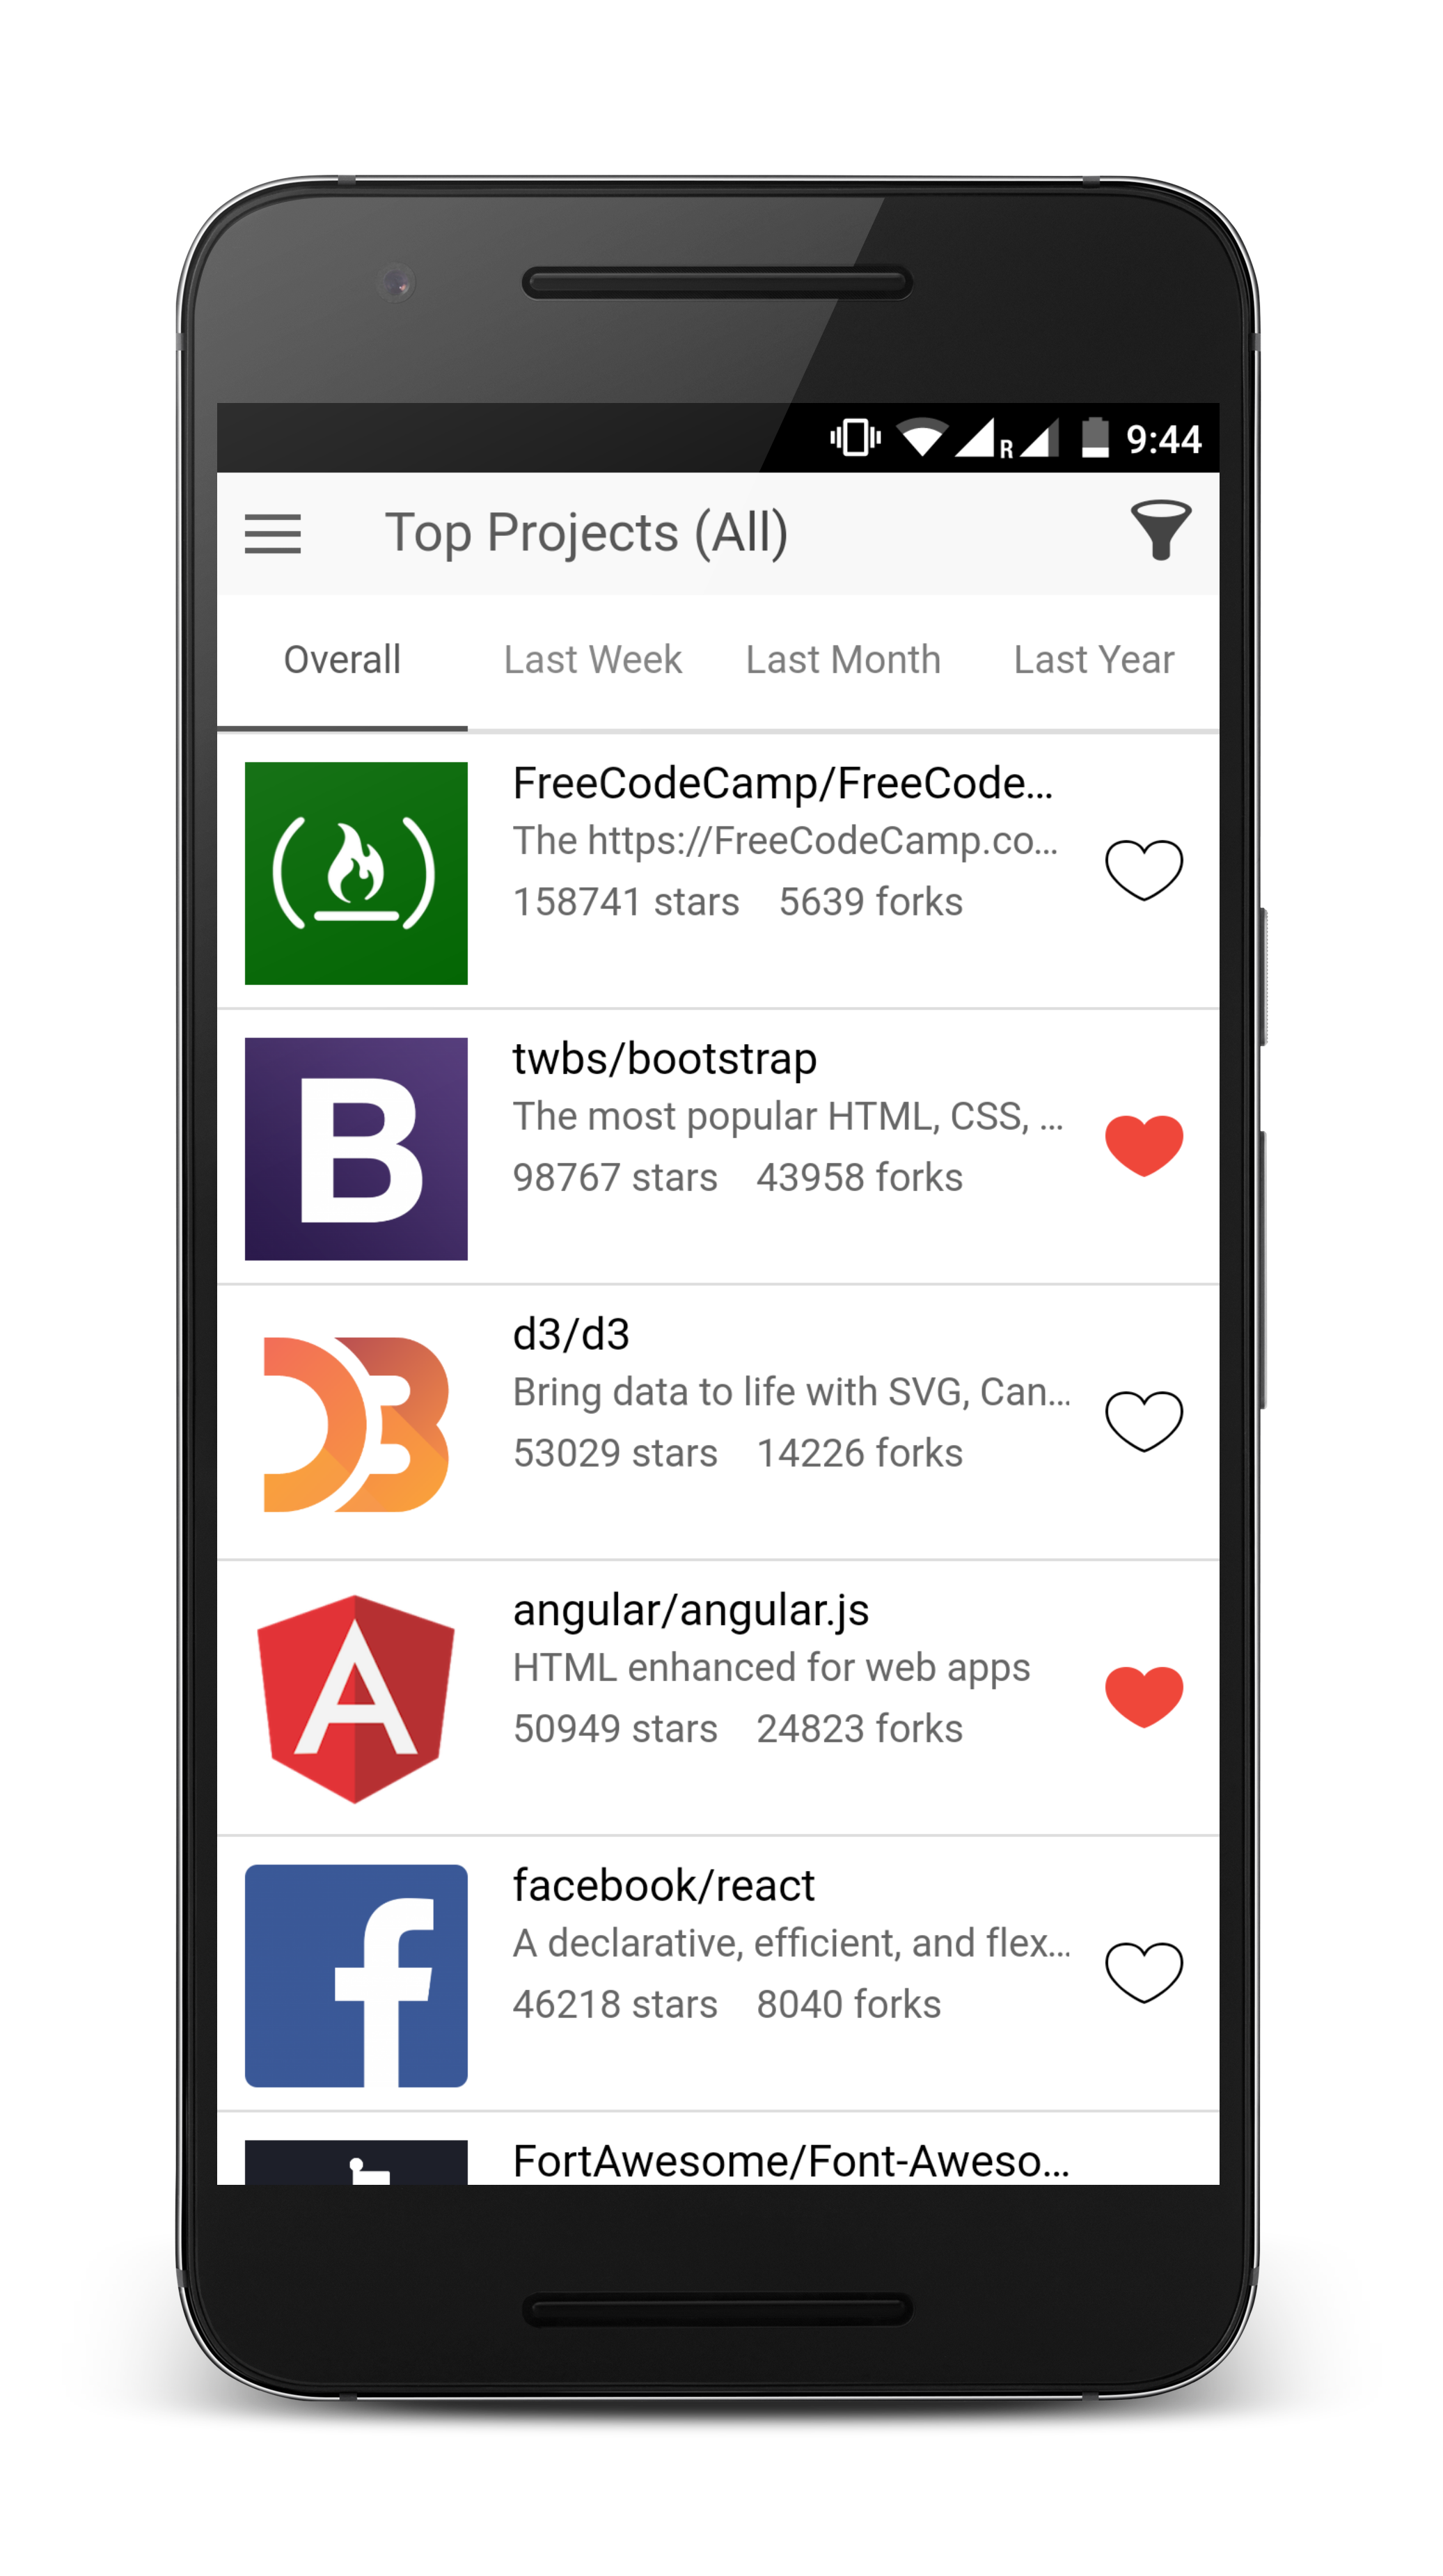 R 9:44
Top Projects (All)
Overall Last Week Last Month Last Year
FreeCodeCamp/FreeCode...
The https://FreeCodeCamp.co...
158741 stars 5639 forks
B
twbs/bootstrap
The most popular HTML, CSS, ...
98767 stars 43958 forks
D3
d3/d3
Bring data to life with SVG, Can...
53029 stars 14226 forks
A
angular/angular.js
HTML enhanced for web apps
50949 stars 24823 forks
f
facebook/react
A declarative, efficient, and flex...
46218 stars 8040 forks
FortAwesome/Font-Aweso...